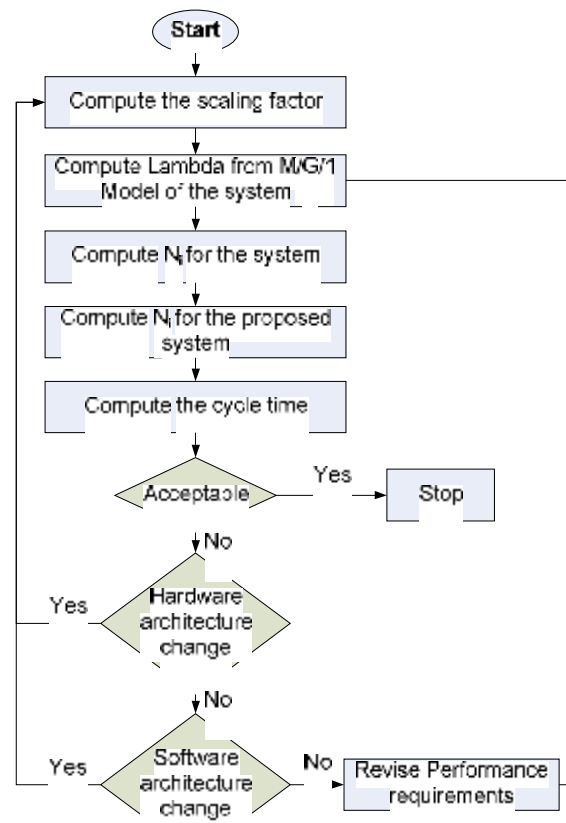 Start
Compute the scaling factor
Compute Lambda from M/G/1
Model of the system
Compute Ni for the system
Compute Ni for the proposed
system
Compute the cycle time
Acceptable
Yes
Stop
No
Hardware
architecture
change
Yes
No
Software
architecture
change
Yes
No
Revise Performance
requirements